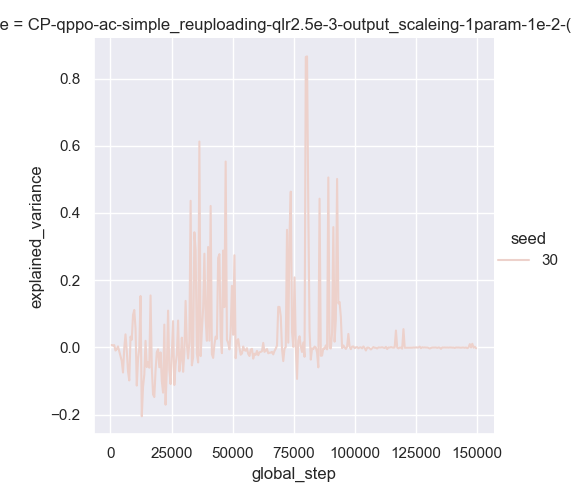 e = CP-qppo-ac-simple_reuploading-qlr2.5e-3-output_scaleing-1param-1e-2-(
0.8
0.6
0.4
0.2
0.0
−0.2
explained_variance
0 25000 50000 75000 100000 125000 150000
global_step
seed
30